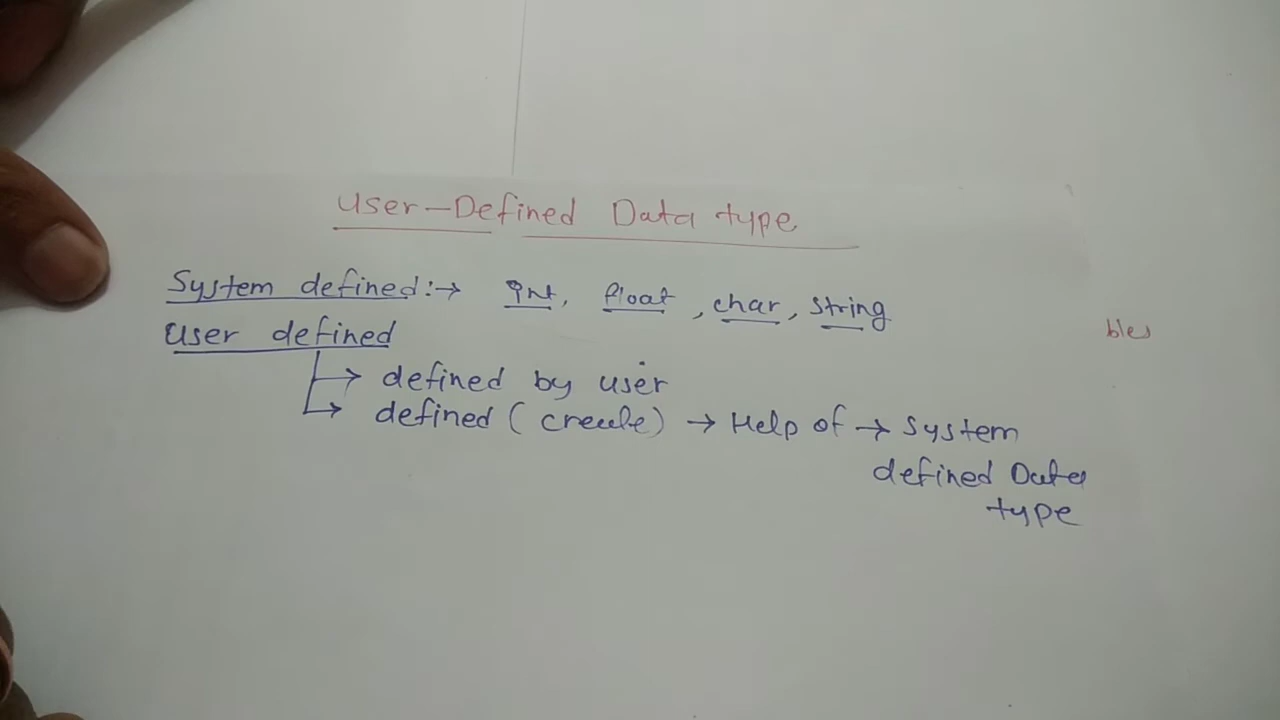 User-Defined Data type
System defined:→ int, float, char, string
User defined
bles
→ defined by user
→ defined (create) → Help of → System
defined Data
type